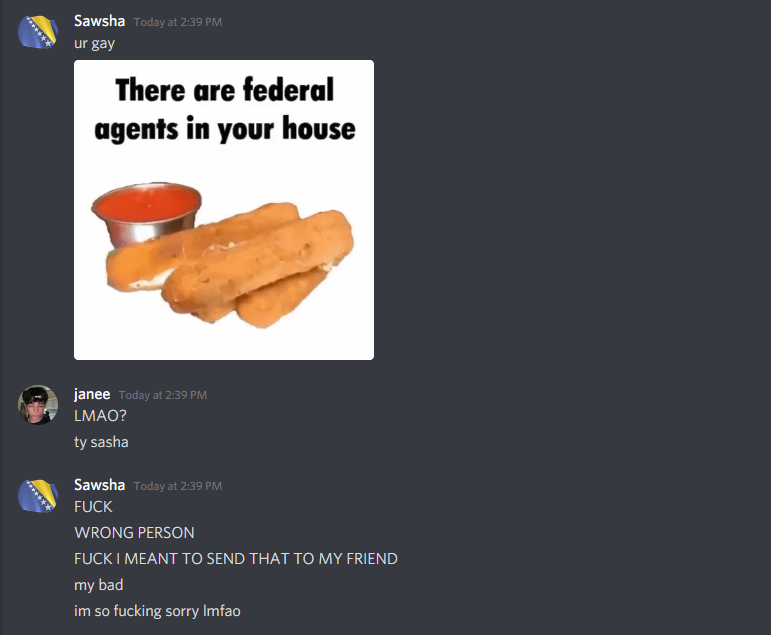 Sawsha Today at 2:39 PM
ur gay
There are federal
agents in your house
janee Today at 2:39 PM
LMAO?
ty sasha
Sawsha Today at 2:39 PM
FUCK
WRONG PERSON
FUCK I MEANT TO SEND THAT TO MY FRIEND
my bad
im so fucking sorry lmfao